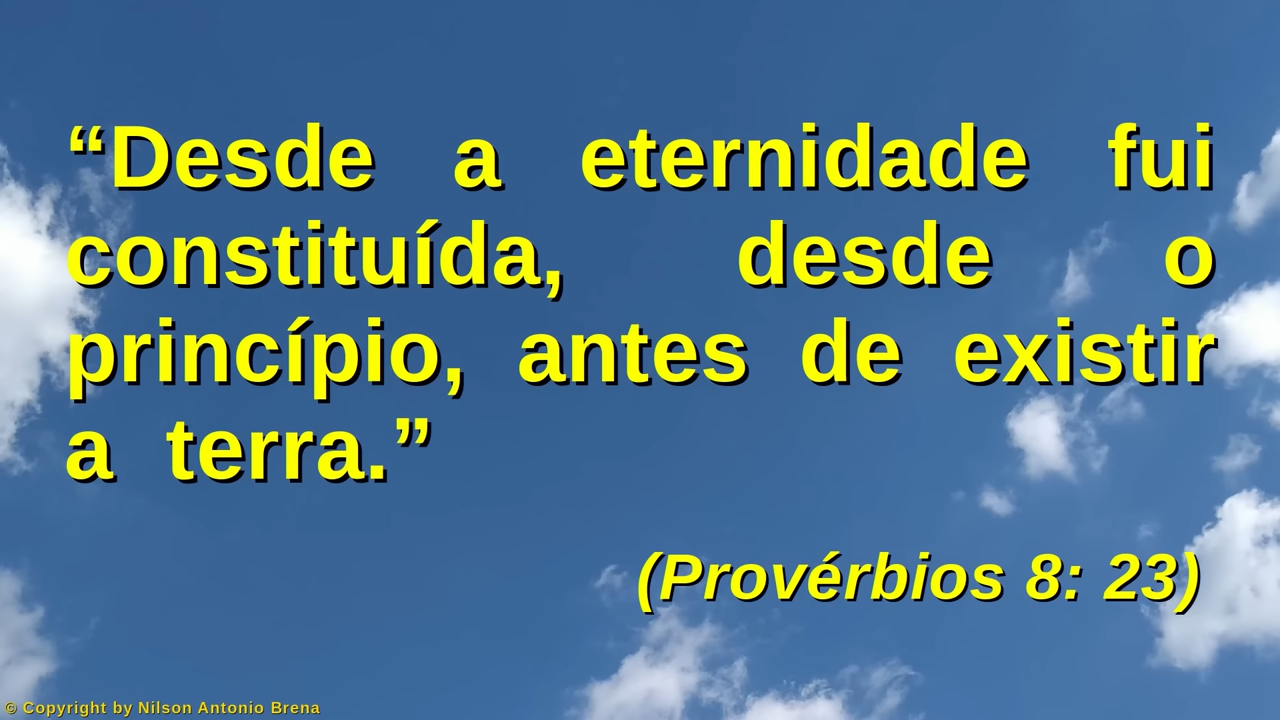 “Desde a eternidade fui
constituída, desde o
princípio, antes de existir
a terra.”
(Provérbios 8: 23)
© Copyright by Nilson Antonio Brena